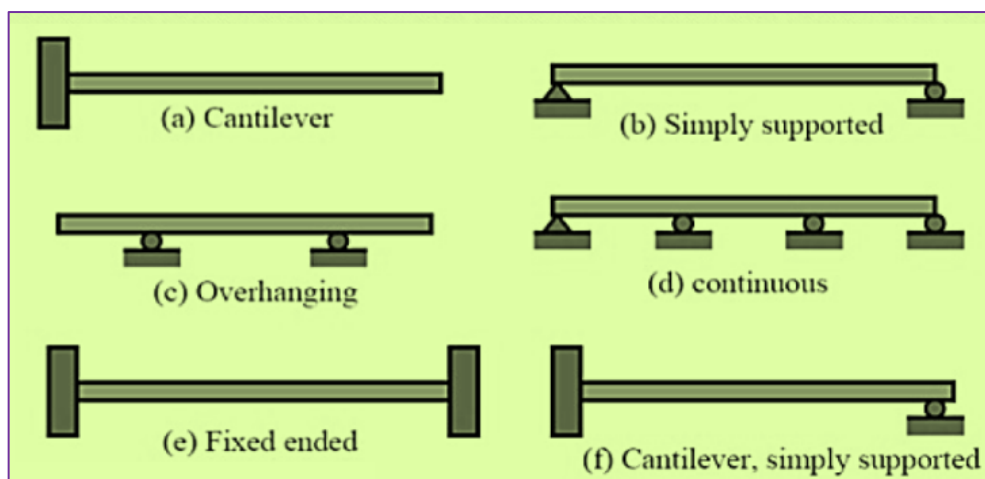 (a) Cantilever
(b) Simply supported
(c) Overhanging
(d) continuous
(e) Fixed ended
(f) Cantilever, simply supported